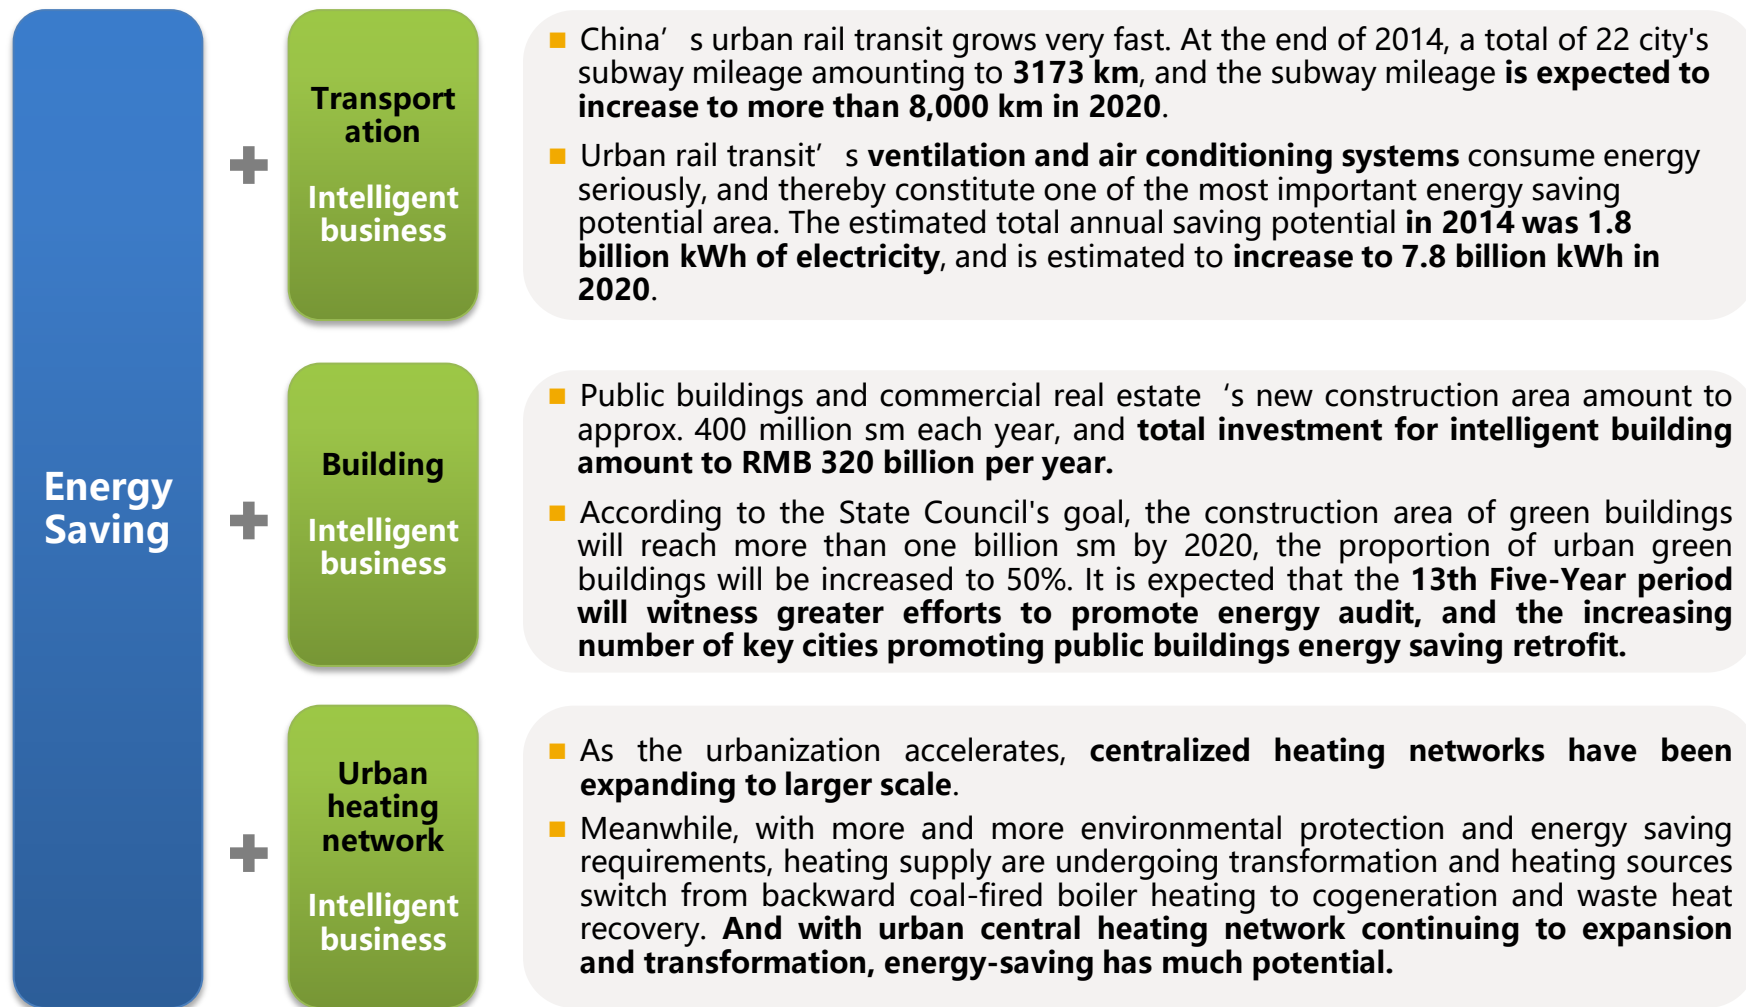 Energy
Saving
Transport
ation
Intelligent
business
China’s urban rail transit grows very fast. At the end of 2014, a total of 22 city's
subway mileage amounting to 3173 km, and the subway mileage is expected to
increase to more than 8,000 km in 2020.
Urban rail transit’s ventilation and air conditioning systems consume energy
seriously, and thereby constitute one of the most important energy saving
potential area. The estimated total annual saving potential in 2014 was 1.8
billion kWh of electricity, and is estimated to increase to 7.8 billion kWh in
2020.
Building
Intelligent
business
Public buildings and commercial real estate ‘s new construction area amount to
approx. 400 million sm each year, and total investment for intelligent building
amount to RMB 320 billion per year.
According to the State Council's goal, the construction area of green buildings
will reach more than one billion sm by 2020, the proportion of urban green
buildings will be increased to 50%. It is expected that the 13th Five-Year period
will witness greater efforts to promote energy audit, and the increasing
number of key cities promoting public buildings energy saving retrofit.
Urban
heating
network
Intelligent
business
As the urbanization accelerates, centralized heating networks have been
expanding to larger scale.
Meanwhile, with more and more environmental protection and energy saving
requirements, heating supply are undergoing transformation and heating sources
switch from backward coal-fired boiler heating to cogeneration and waste heat
recovery. And with urban central heating network continuing to expansion
and transformation, energy-saving has much potential.